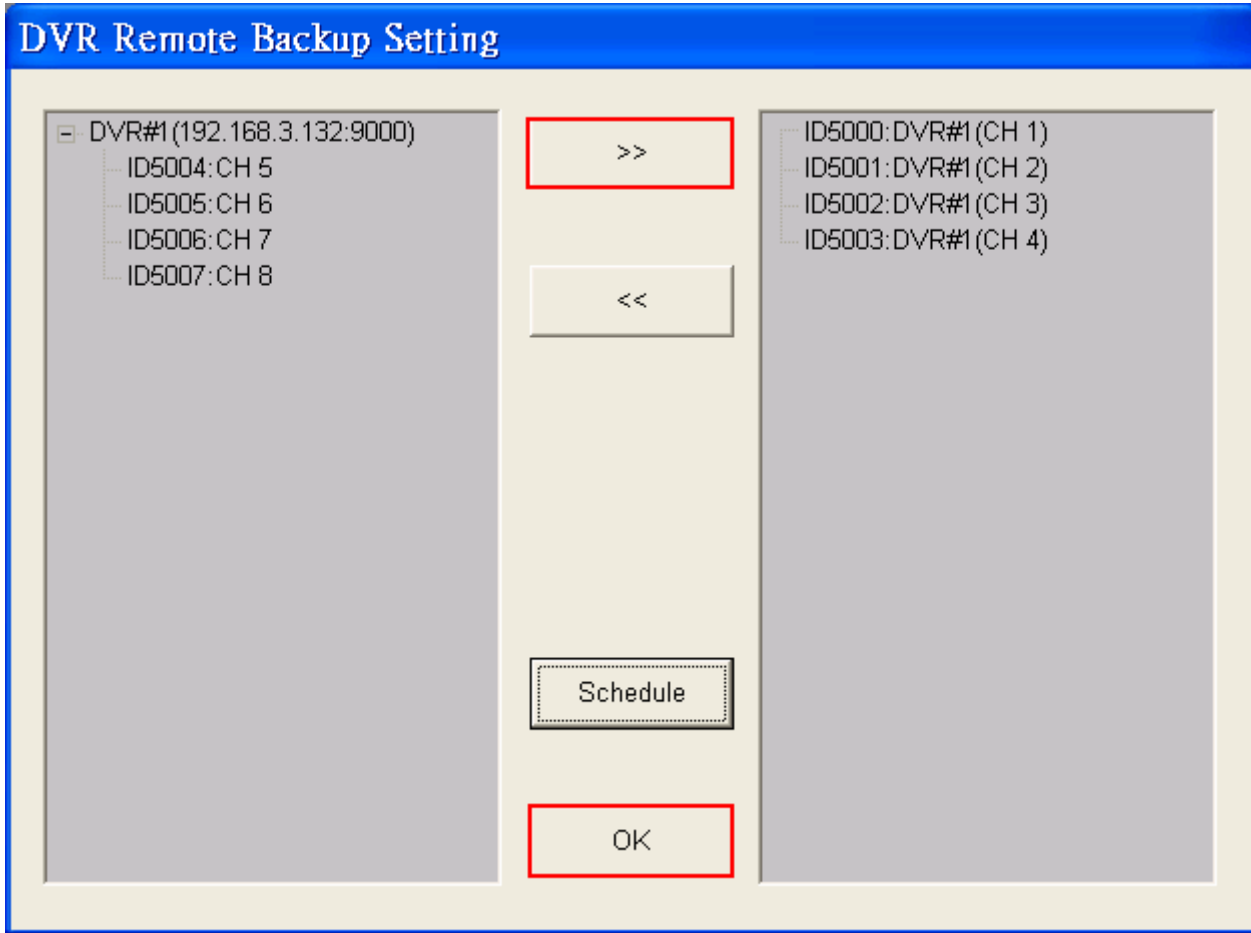 DVR Remote Backup Setting
DVR#1(192.168.3.132:9000)
ID5004:CH 5
ID5005:CH 6
ID5006:CH 7
ID5007:CH 8
>>
<<
Schedule
OK
ID5000:DVR#1(CH 1)
ID5001:DVR#1(CH 2)
ID5002:DVR#1(CH 3)
ID5003:DVR#1(CH 4)